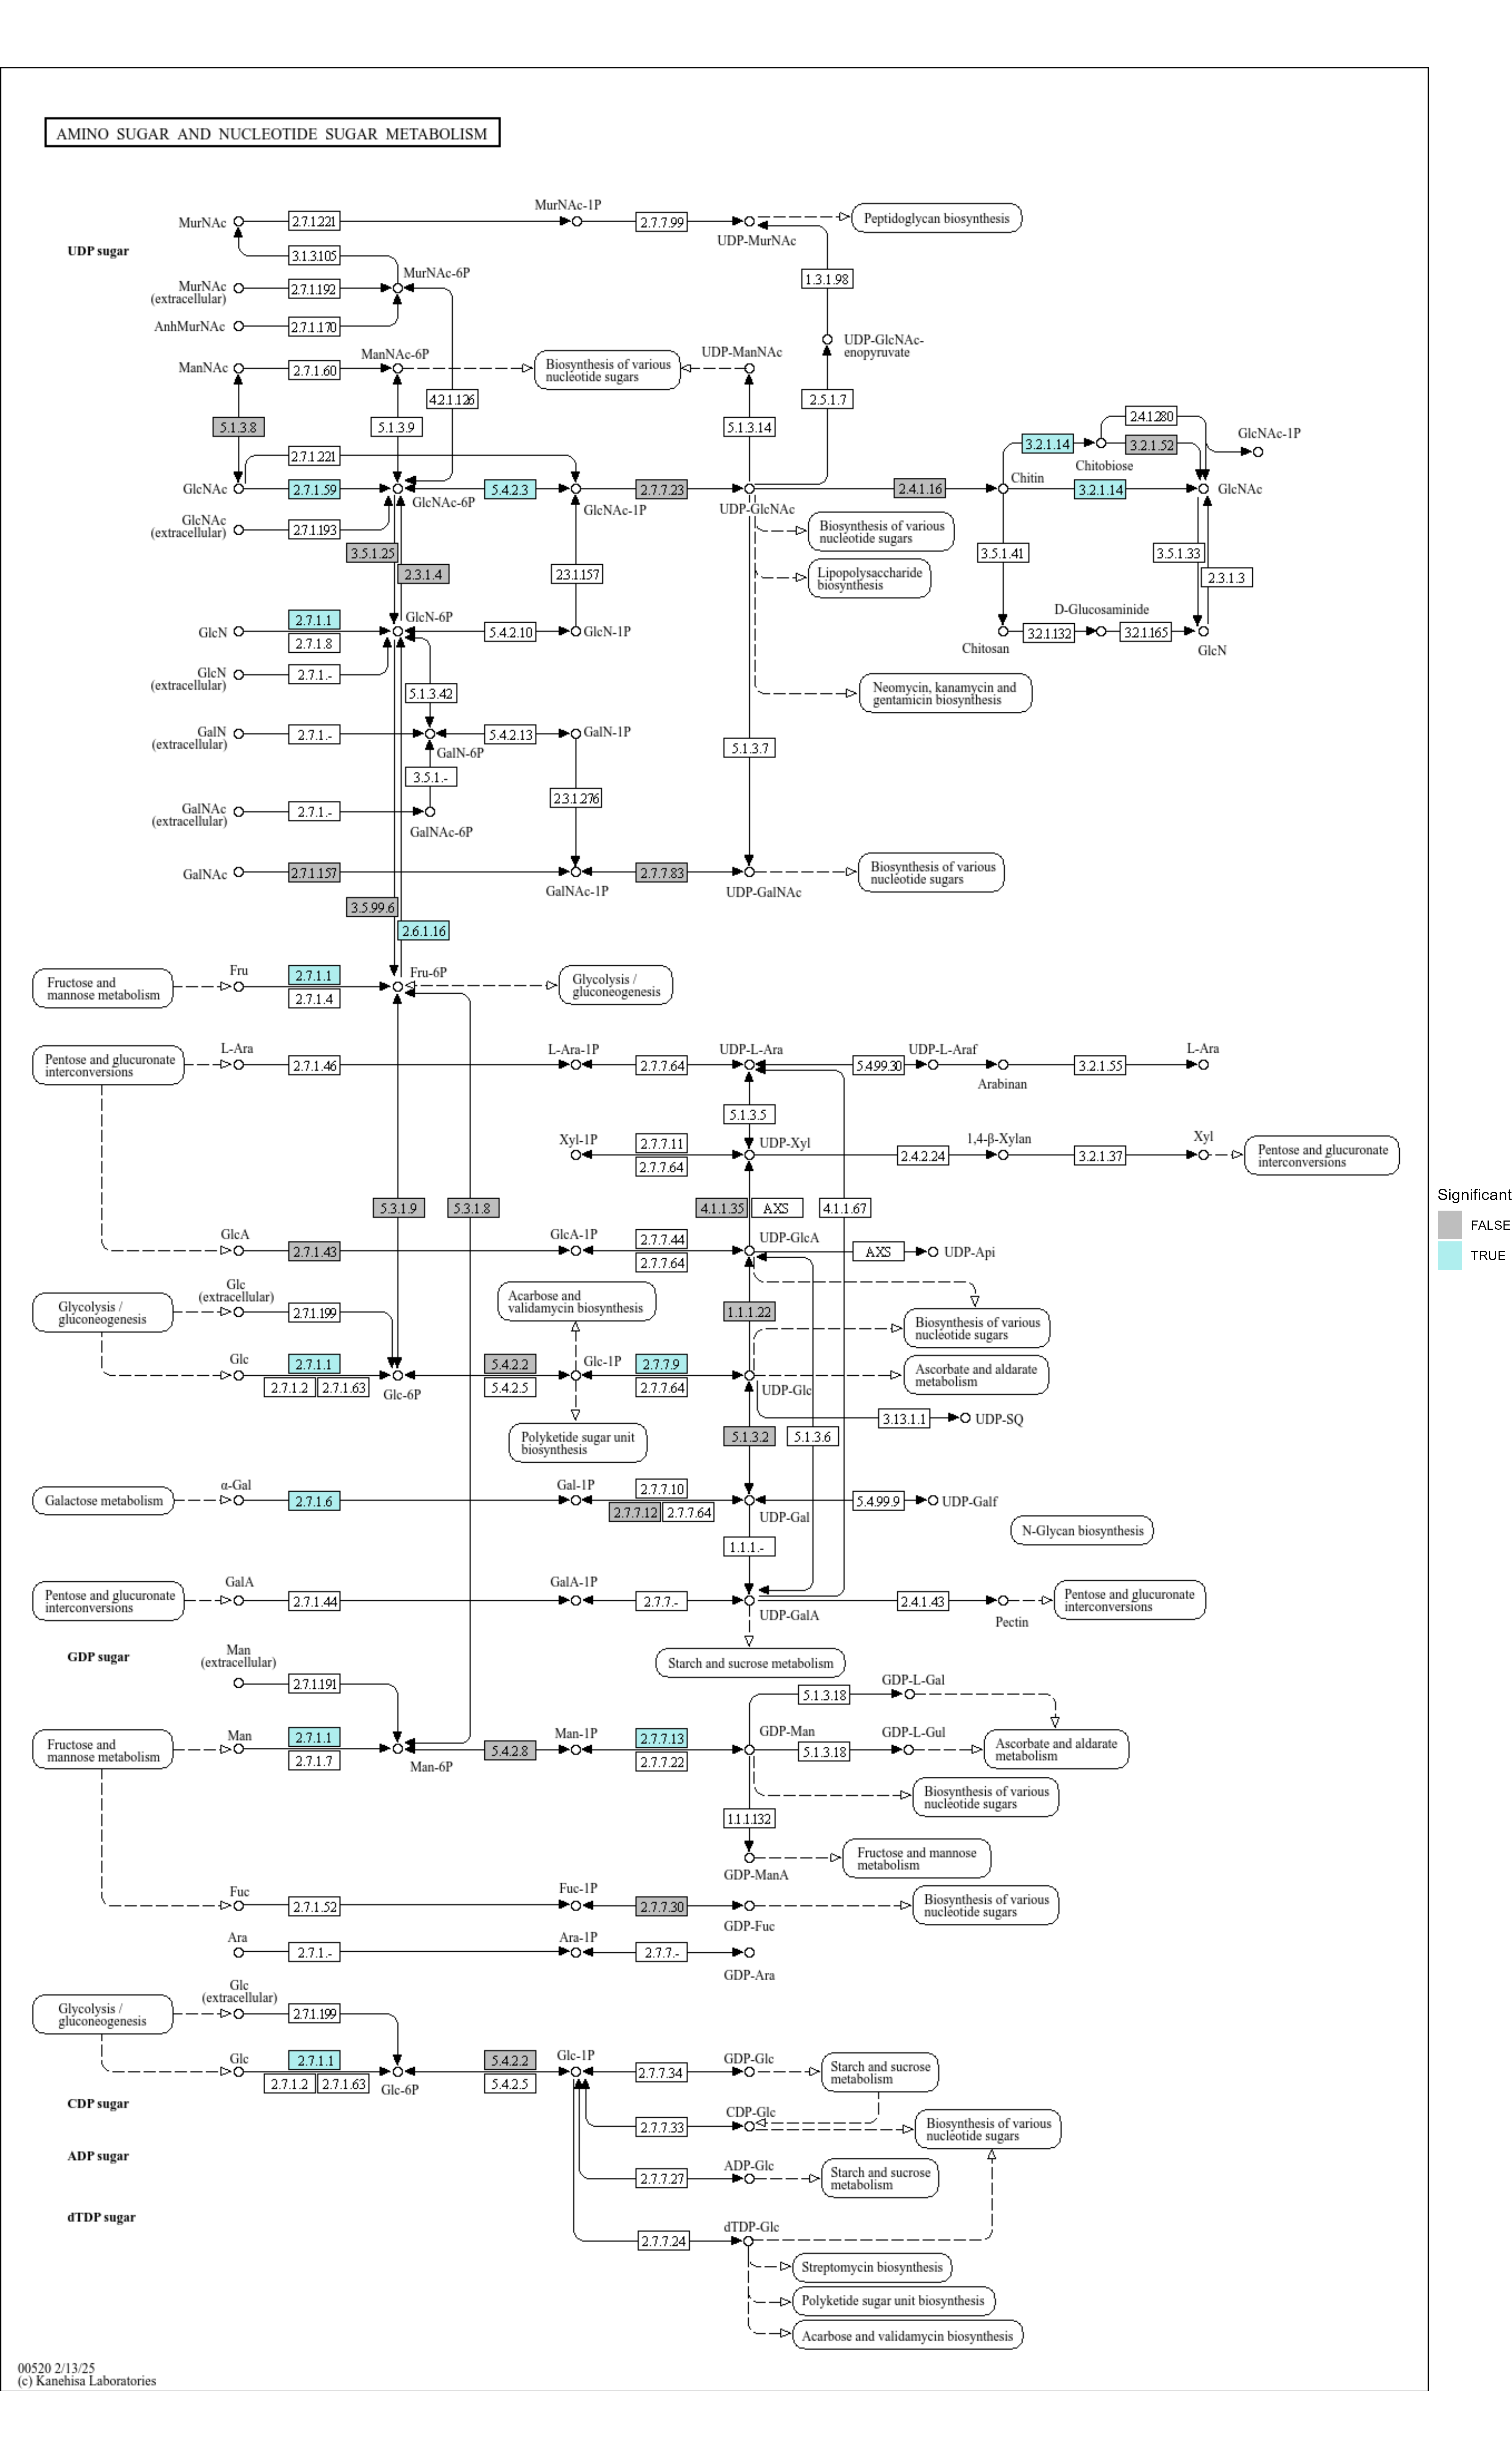 AMINO SUGAR AND NUCLEOTIDE SUGAR METABOLISM
MurNAc-1P
MurNAc
2.7.1.221
2.7.7.99
Peptidoglycan biosynthesis
UDP-MurNAc
UDP sugar
3.1.3.105
MurNAc-6P
1.3.1.98
MurNAc
(extracellular)
2.7.1.192
AnhMurNAc
2.7.1.170
UDP-GlcNAc-
enopyruvate
ManNAc-6P
UDP-ManNAc
ManNAc
2.7.1.60
Biosynthesis of various
nucleotide sugars
4.2.1.126
2.5.1.7
5.1.3.8
5.1.3.9
5.1.3.14
2.4.1.280
GlcNAc-1P
3.2.1.14
3.2.1.52
2.7.1.221
Chitobiose
Chitin
GlcNAc
2.7.1.59
5.4.2.3
2.7.7.23
2.4.1.16
3.2.1.14
GlcNAc
GlcNAc-6P
GlcNAc-1P
UDP-GlcNAc
GlcNAc
(extracellular)
2.7.1.193
Biosynthesis of various
nucleotide sugars
3.5.1.25
3.5.1.41
3.5.1.33
2.3.1.4
2.3.1.157
Lipopolysaccharide
biosynthesis
2.3.1.3
D-Glucosaminide
2.7.1.1
GlcN-6P
GlcN
5.4.2.10
GlcN-1P
3.2.1.132
3.2.1.165
2.7.1.8
Chitosan
GlcN
GlcN
(extracellular)
2.7.1.-
5.1.3.42
Neomycin, kanamycin and
gentamicin biosynthesis
GalN
(extracellular)
2.7.1.-
5.4.2.13
GalN-1P
GalN-6P
5.1.3.7
3.5.1.-
2.3.1.276
GalNAc
(extracellular)
2.7.1.-
GalNAc-6P
GalNAc
2.7.1.157
2.7.7.83
Biosynthesis of various
nucleotide sugars
GalNAc-1P
UDP-GalNAc
3.5.99.6
2.6.1.16
Fructose and
mannose metabolism
Fru
2.7.1.1
2.7.1.4
Fru-6P
Glycolysis /
gluconeogenesis
Pentose and glucuronate
interconversions
L-Ara
2.7.1.46
L-Ara-1P
2.7.7.64
UDP-L-Ara
5.4.99.30
UDP-L-Araf
Arabinan
3.2.1.55
L-Ara
5.1.3.5
Xyl-1P
2.7.7.11
2.7.7.64
UDP-Xyl
2.4.2.24
1,4-β-Xylan
3.2.1.37
Xyl
Pentose and glucuronate
interconversions
5.3.1.9
5.3.1.8
4.1.1.35
AXS
4.1.1.67
Significant
FALSE
TRUE
GlcA
2.7.1.43
GlcA-1P
2.7.7.44
2.7.7.64
UDP-GlcA
AXS
UDP-Api
Glc
(extracellular)
Glycolysis /
gluconeogenesis
2.7.1.199
Acarbose and
validamycin biosynthesis
1.1.1.22
Biosynthesis of various
nucleotide sugars
Glc
2.7.1.1
2.7.1.2
2.7.1.63
Glc-6P
5.4.2.2
5.4.2.5
Glc-1P
2.7.7.9
2.7.7.64
UDP-Glc
Ascorbate and aldarate
metabolism
3.13.1.1
UDP-SQ
Polyketide sugar unit
biosynthesis
5.1.3.2
5.1.3.6
Galactose metabolism
α-Gal
2.7.1.6
Gal-1P
2.7.7.10
2.7.7.12
2.7.7.64
UDP-Gal
5.4.99.9
UDP-Galf
N-Glycan biosynthesis
1.1.1.-
Pentose and glucuronate
interconversions
GalA
2.7.1.44
GalA-1P
2.7.7.-
UDP-GalA
2.4.1.43
Pectin
Pentose and glucuronate
interconversions
GDP sugar
Starch and sucrose metabolism
Man
(extracellular)
2.7.1.191
GDP-L-Gal
5.1.3.18
Fructose and
mannose metabolism
Man
2.7.1.1
2.7.1.7
Man-6P
5.4.2.8
Man-1P
2.7.7.13
2.7.7.22
GDP-Man
5.1.3.18
GDP-L-Gul
Ascorbate and aldarate
metabolism
Biosynthesis of various
nucleotide sugars
1.1.1.132
GDP-ManA
Fructose and mannose
metabolism
Fuc
2.7.1.52
Fuc-1P
2.7.7.30
GDP-Fuc
Biosynthesis of various
nucleotide sugars
Ara
2.7.1.-
Ara-1P
2.7.7.-
GDP-Ara
Glc
(extracellular)
Glycolysis /
gluconeogenesis
2.7.1.199
Glc
2.7.1.1
2.7.1.2
2.7.1.63
Glc-6P
5.4.2.2
5.4.2.5
Glc-1P
2.7.7.34
GDP-Glc
Starch and sucrose
metabolism
CDP sugar
2.7.7.33
CDP-Glc
Biosynthesis of various
nucleotide sugars
ADP sugar
2.7.7.27
ADP-Glc
Starch and sucrose
metabolism
dTDP sugar
2.7.7.24
dTDP-Glc
Streptomycin biosynthesis
Polyketide sugar unit biosynthesis
Acarbose and validamycin biosynthesis
00520 2/13/25
(c) Kanehisa Laboratories